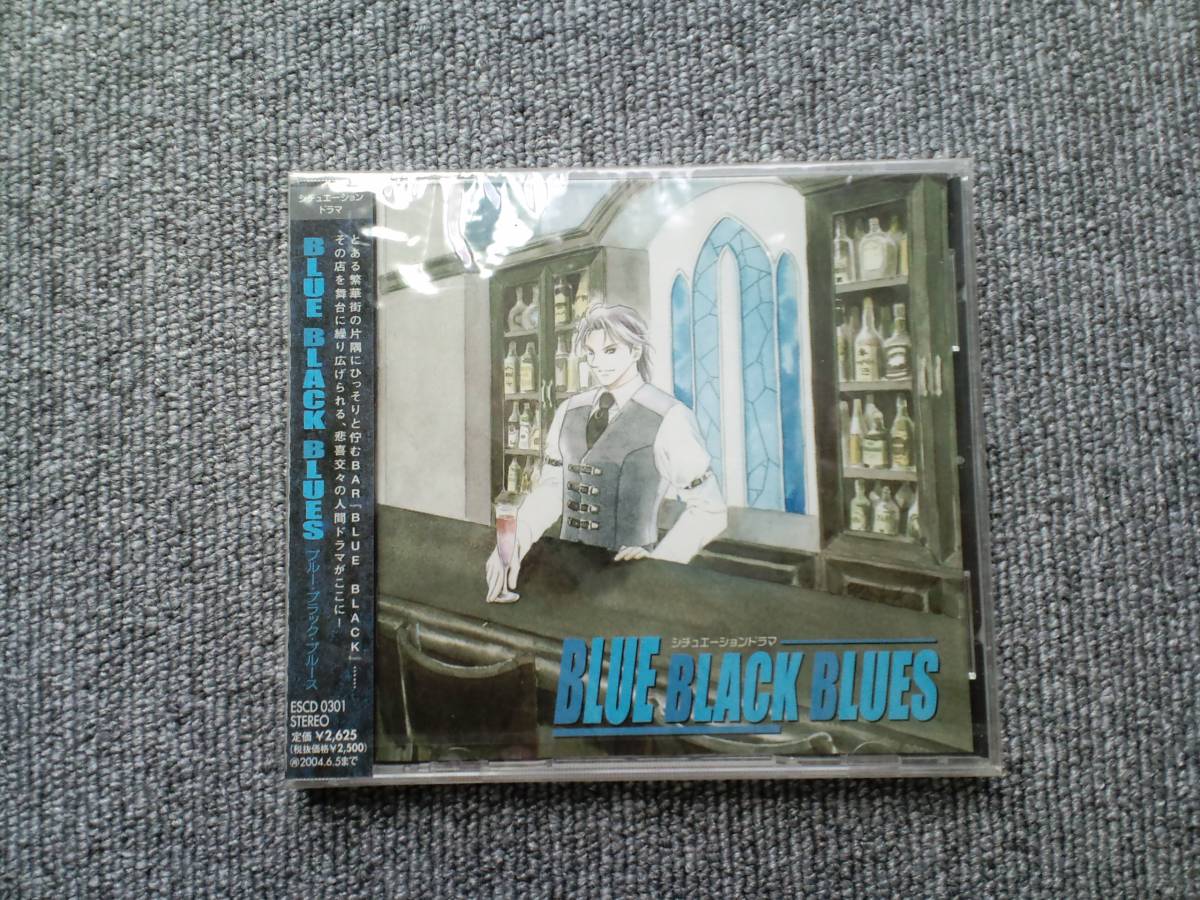 シチュエーション
ドラマ
BLUE BLACK BLUES
ブルー・ブラック・ブルース
とある繁華街の片隅にひっそりと佇むBAR『BLUE BLACK』……
その店を舞台に繰り広げられる、悲喜交々の人間ドラマがここに!
ESCD 0301
STEREO
定価 ¥2,625
(税抜価格¥2,500)
Ⓡ2004.6.5まで
シチュエーションドラマ
BLUE BLACK BLUES